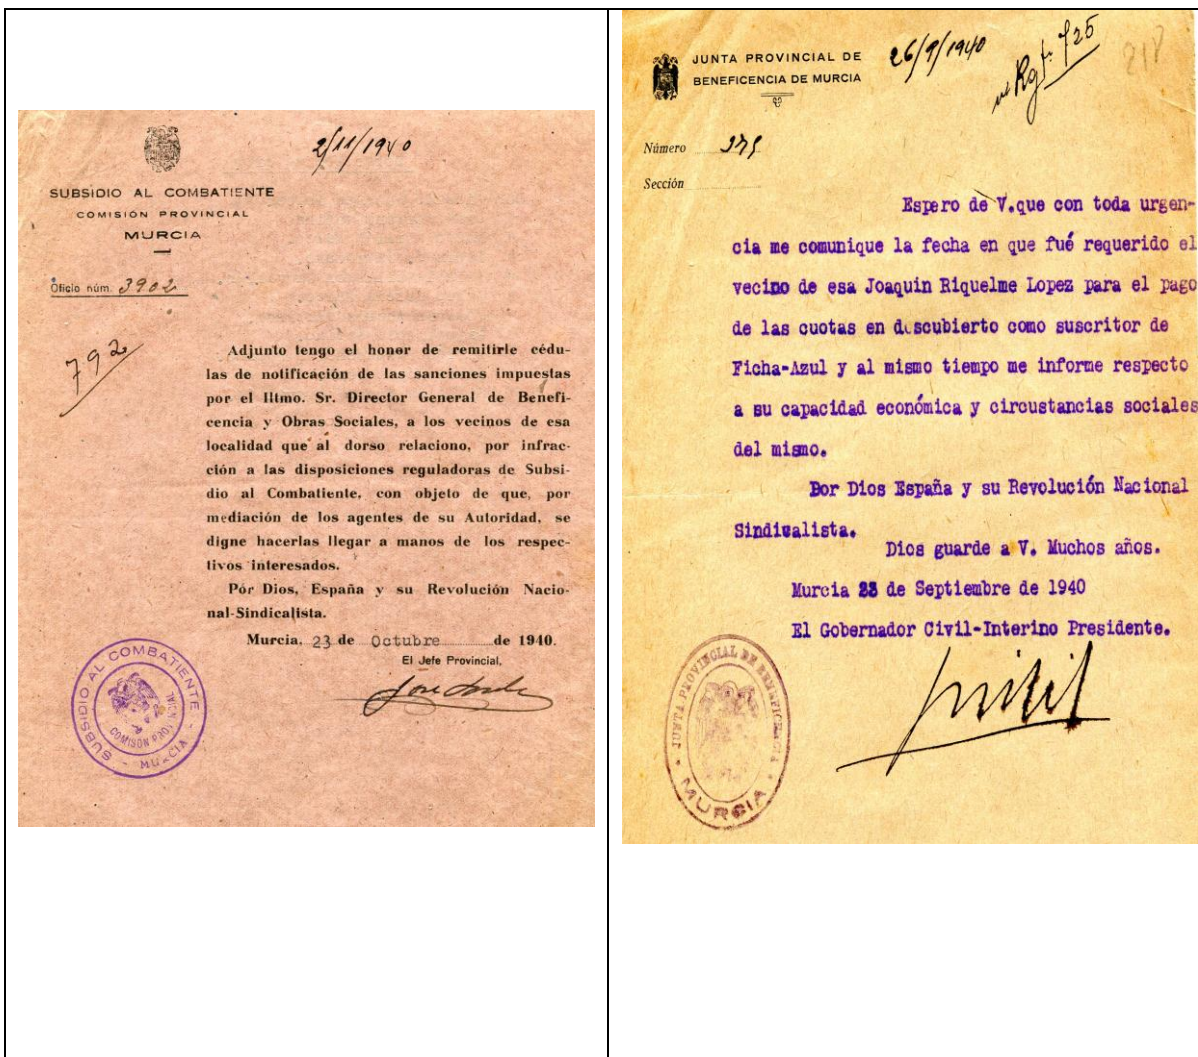 2/11/1940
SUBSIDIO AL COMBATIENTE
COMISIÓN PROVINCIAL
MURCIA
Oficio núm. 3902
792
Adjunto tengo el honor de remitirle cédu-
las de notificación de las sanciones impuestas
por el Iltmo. Sr. Director General de Benefi-
cencia y Obras Sociales, a los vecinos de esa
localidad que al dorso relaciono, por infrac-
ción a las disposiciones reguladoras de Subsi-
dio al Combatiente, con objeto de que, por
mediación de los agentes de su Autoridad, se
digne hacerlas llegar a manos de los respec-
tivos interesados.
Pór Dios, España y su Revolución Nacio-
nal-Sindicalista.
Murcia, 23 de Octubre de 1940.
El Jefe Provincial,
SUBSIDIO AL COMBATIENTE - MURCIA -
COMISÓN PROVINCIAL
JUNTA PROVINCIAL DE
BENEFICENCIA DE MURCIA
26/9/1940
Rgt: 725
218
Número
Sección
Espero de V.que con toda urgen-
cia me comunique la fecha en que fué requerido el
vecino de esa Joaquin Riquelme Lopez para el pago
de las cuotas en descubierto como suscritor de
Ficha-Azul y al mismo tiempo me informe respecto
a su capacidad económica y circustancias sociales
del mismo.
Por Dios España y su Revolución Nacional
Sindicalista.
Dios guarde a V. Muchos años.
Murcia 23 de Septiembre de 1940
El Gobernador Civil-Interino Presidente.
JUNTA PROVINCIAL DE BENEFICENCIA
MURCIA